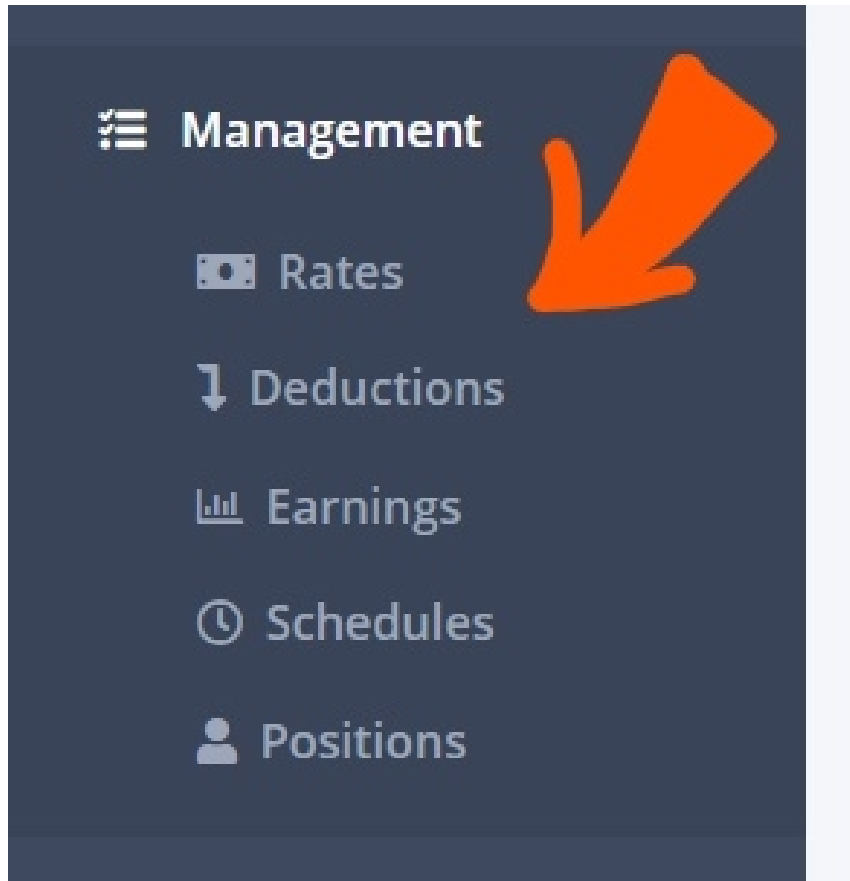 Management
Rates
Deductions
Earnings
Schedules
Positions